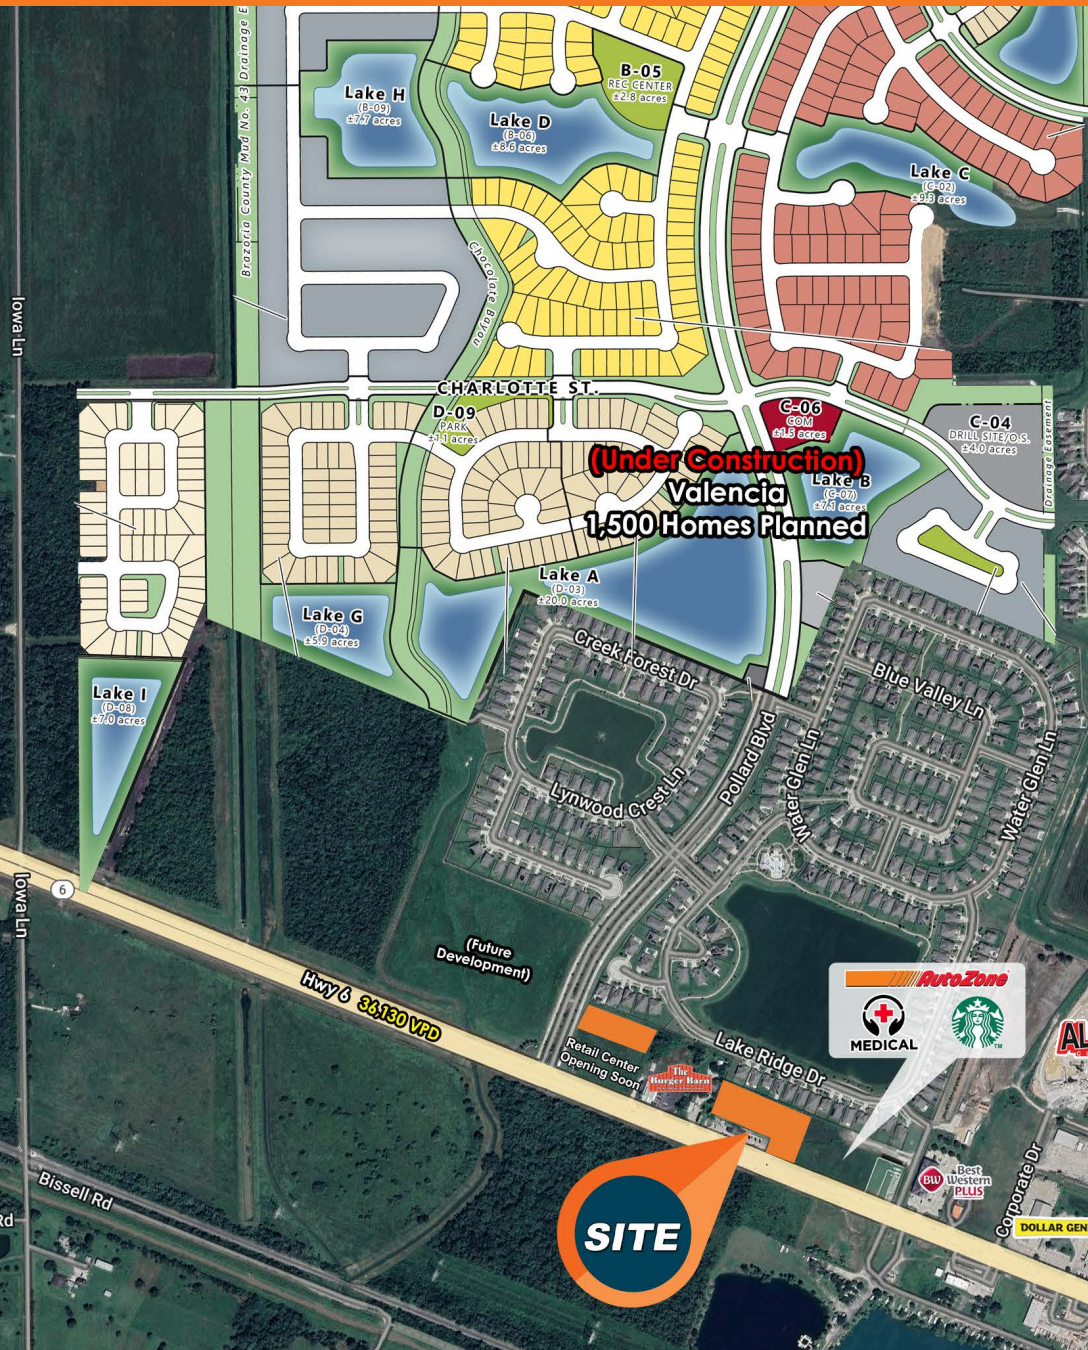 Brazoria County Mud No. 43 Drainage E
Lake H
(B-09)
±7.7 acres
Lake D
(B-06)
±8.6 acres
B-05
REC CENTER
±2.8 acres
Lake C
(C-02)
±9.3 acres
Chocolate Bayou
Iowa Ln
CHARLOTTE ST.
D-09
PARK
±1.1 acres
C-06
COM
±1.5 acres
C-04
DRILL SITE/O.S.
±4.0 acres
Drainage Easement
(Under Construction)
Valencia
1,500 Homes Planned
Lake B
(C-07)
±7.1 acres
Lake A
(D-03)
±20.0 acres
Lake G
(D-04)
±5.9 acres
Lake I
(D-08)
±7.0 acres
Creek Forest Dr
Blue Valley Ln
Pollard Blvd
Water Glen Ln
Water Glen Ln
Lynwood Crest Ln
6
Iowa Ln
(Future
Development)
Hwy 6 36,130 VPD
AutoZone
MEDICAL
TM
AL
Retail Center
Opening Soon
The
Burger Barn
Lake Ridge Dr
Bissell Rd
Rd
SITE
BW
Best
Western
PLUS
Corporate Dr
DOLLAR GEN